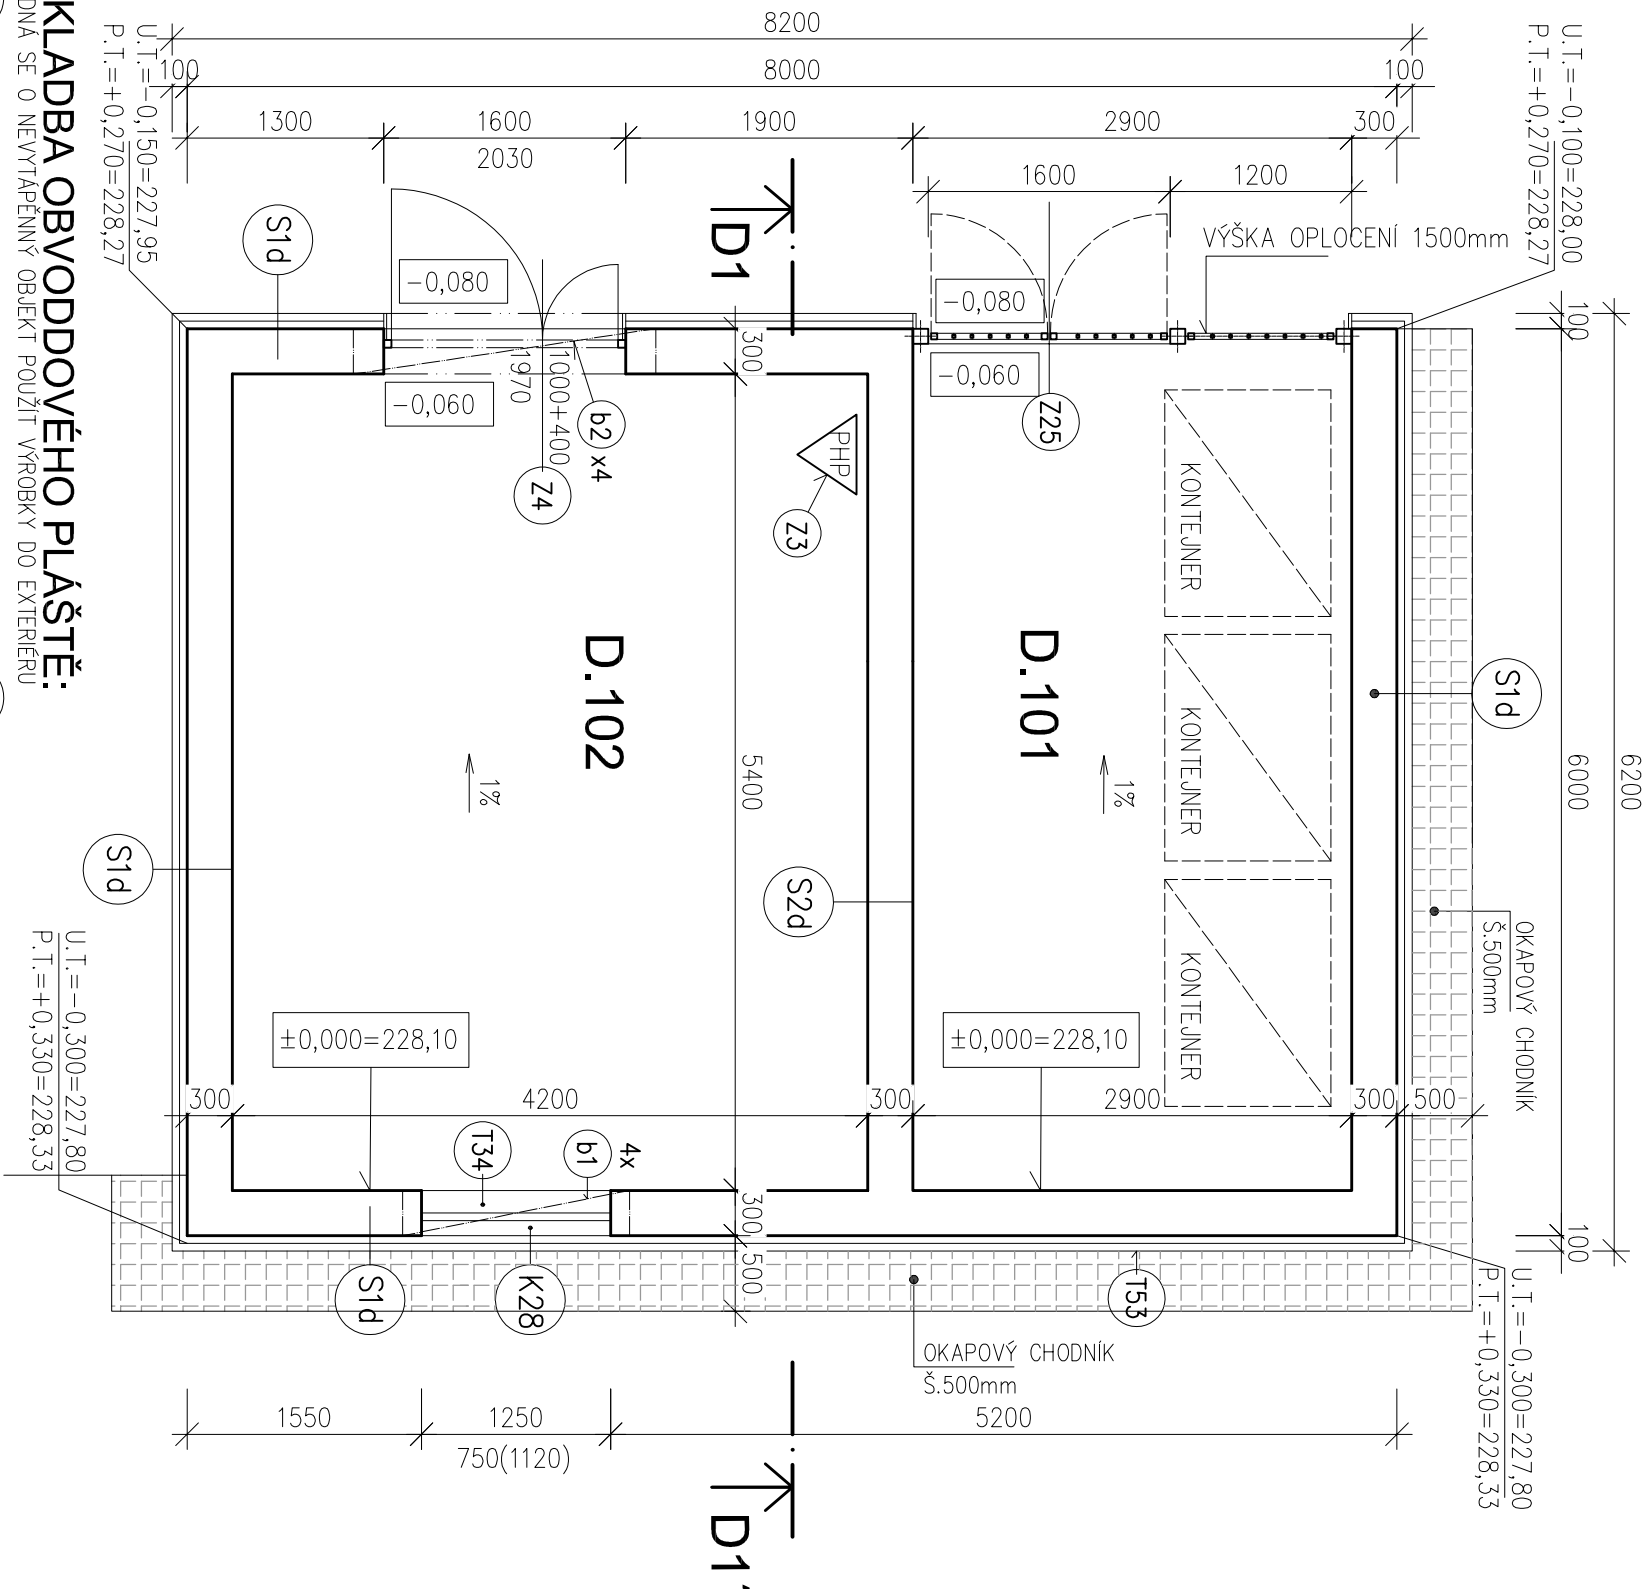 8200
100
8000
100
1300
1600
2030
1900
2900
300
1600
1200
U.T.=-0,150=227,95
P.T.=+0,270=228,27
U.T.=-0,100=228,00
P.T.=+0,270=228,27
VÝŠKA OPLOCENÍ 1500mm
D1
S1d
-0,080
-0,080
-0,060
-0,060
300
1000+400
1970
b2 x4
Z4
PHP
Z3
Z25
KONTEJNER
KONTEJNER
KONTEJNER
100
6200
6000
100
S1d
D.102
D.101
5400
1%
1%
S1d
S2d
OKAPOVÝ CHODNÍK
Š.500mm
±0,000=228,10
±0,000=228,10
300
4200
300
2900
300
500
T34
b1
4x
300
500
S1d
K28
T53
OKAPOVÝ CHODNÍK
Š.500mm
U.T.=-0,300=227,80
P.T.=+0,330=228,33
U.T.=-0,300=227,80
P.T.=+0,330=228,33
1550
1250
750(1120)
5200
KLADBA OBVODDOVÉHO PLÁŠTĚ:
DNÁ SE O NEVYTÁPĚNNÝ OBJEKT POUŽÍT VÝROBKY DO EXTERIÉRU